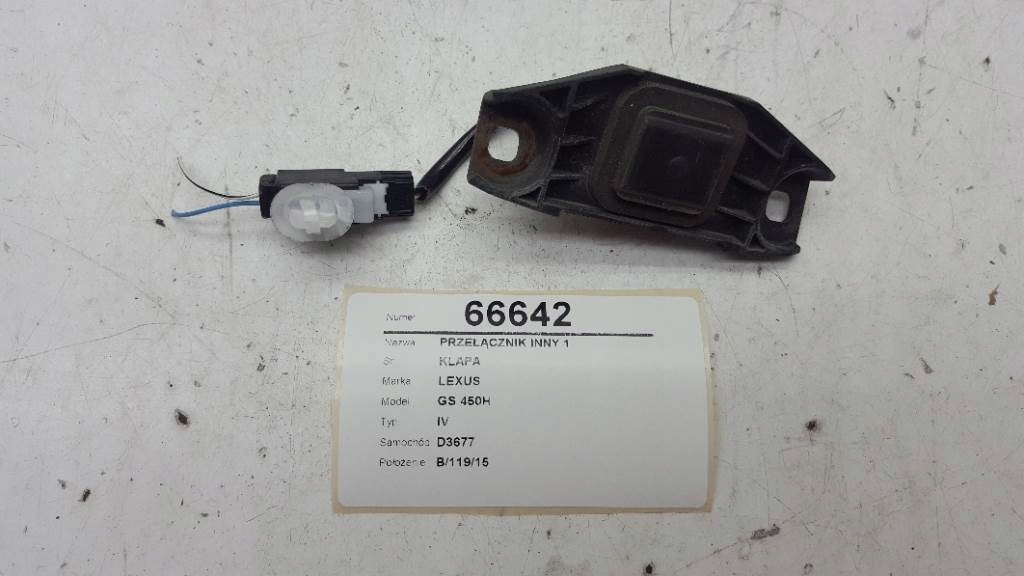 Numer 66642
Nazwa PRZEŁĄCZNIK INNY 1
KLAPA
Marka LEXUS
Model GS 450H
Typ IV
Samochód D3677
Położenie B/119/15